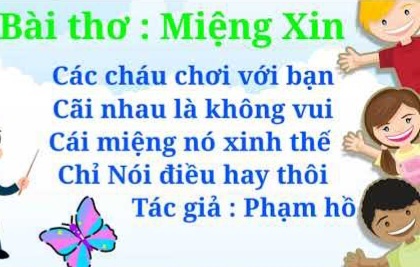 Bài thơ : Miệng Xin
Các cháu chơi với bạn
Cãi nhau là không vui
Cái miệng nó xinh thế
Chỉ Nói điều hay thôi
Tác giả : Phạm hồ